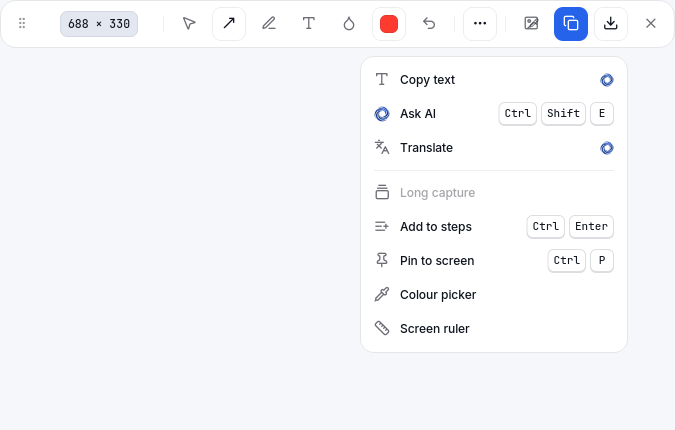 688 × 330
Copy text
Ask AI Ctrl Shift E
Translate
Long capture
Add to steps Ctrl Enter
Pin to screen Ctrl P
Colour picker
Screen ruler